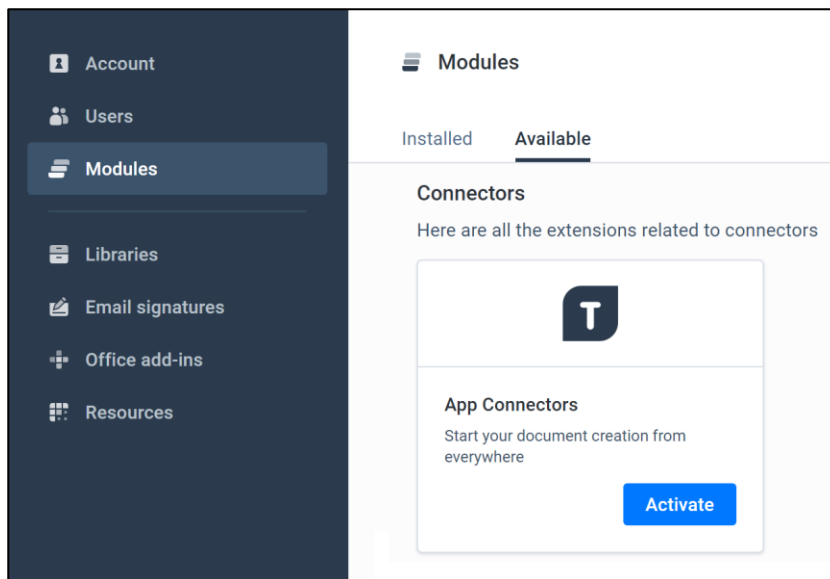 Account
Users
Modules
Libraries
Email signatures
Office add-ins
Resources
Modules
Installed
Available
Connectors
Here are all the extensions related to connectors
T
App Connectors
Start your document creation from
everywhere
Activate